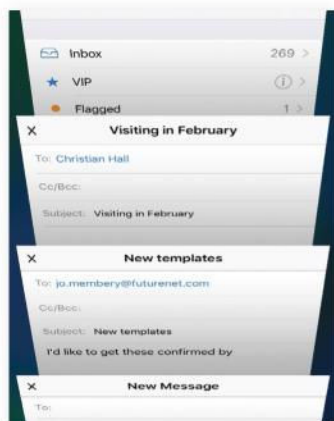 Inbox 269 >
★ VIP ⓘ >
Flagged 1 >
X Visiting in February
To: Christian Hall
Cc/Bcc:
Subject: Visiting in February
X New templates
To: jo.membery@futurenet.com
Cc/Bcc:
Subject: New templates
I'd like to get these confirmed by
X New Message
To: